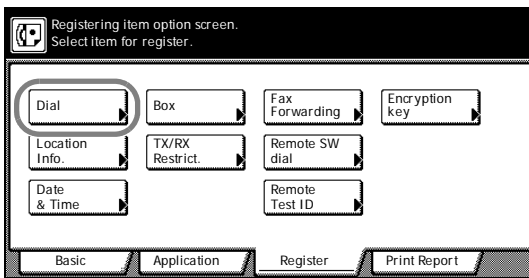 Registering item option screen.
Select item for register.
Dial
Box
Fax
Forwarding
Encryption
key
Location
Info.
TX/RX
Restrict.
Remote SW
dial
Date
& Time
Remote
Test ID
Basic
Application
Register
Print Report